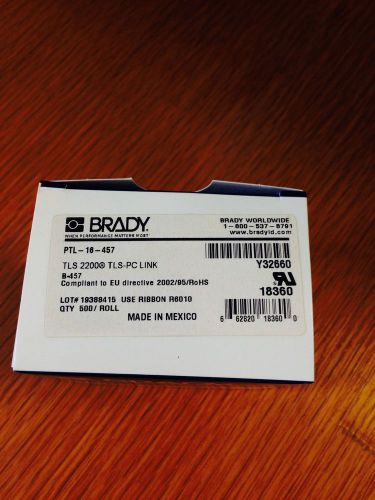 BRADY
WHEN PERFORMANCE MATTERS MOST
BRADY WORLDWIDE
1-800-537-8791
www.bradyid.com
PTL-16-457
TLS 2200® TLS-PC LINK
Y32660
B-457
Compliant to EU directive 2002/95/RoHS
18360
LOT# 19389415 USE RIBBON R6010
QTY 500/ ROLL
MADE IN MEXICO
6 62820 18360 0